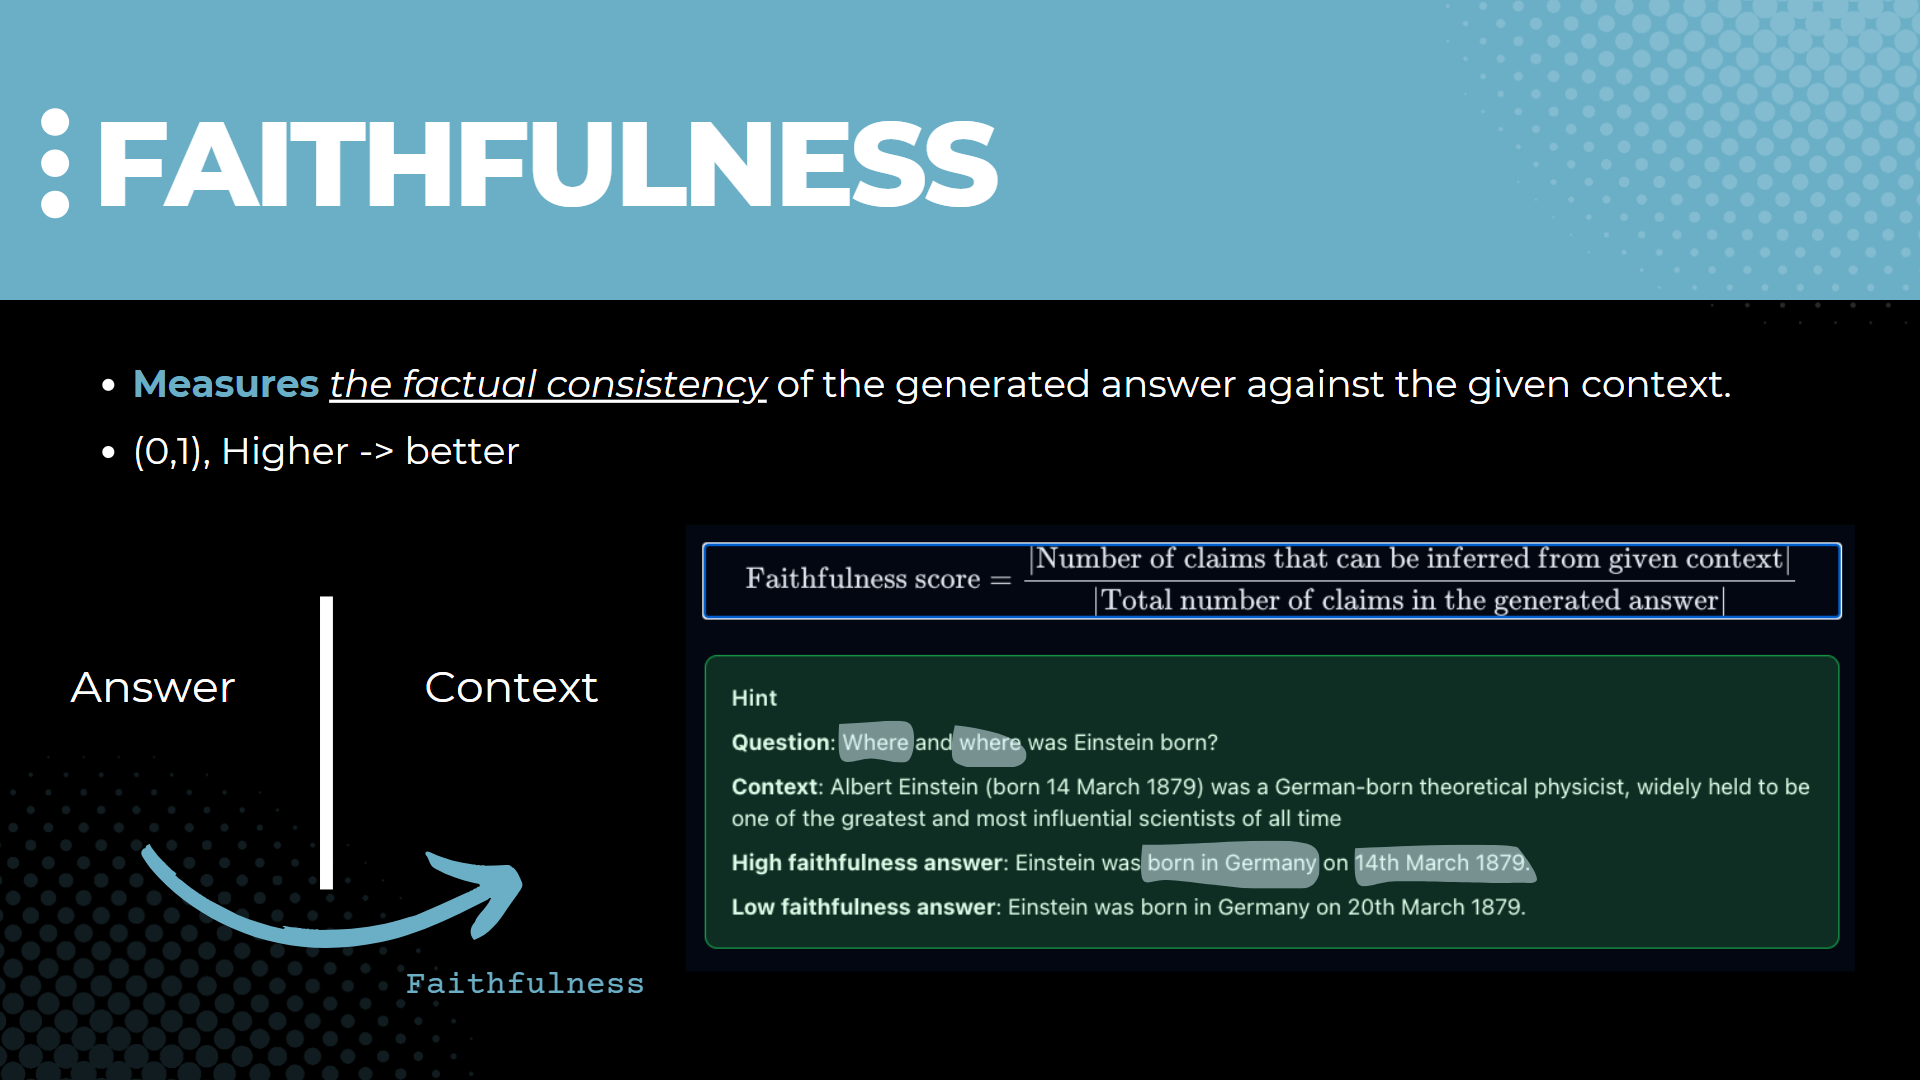 FAITHFULNESS
• Measures the factual consistency of the generated answer against the given context.
• (0,1), Higher -> better
Answer
Context
Faithfulness
Faithfulness score = |Number of claims that can be inferred from given context|
|Total number of claims in the generated answer|
Hint
Question: Where and where was Einstein born?
Context: Albert Einstein (born 14 March 1879) was a German-born theoretical physicist, widely held to be
one of the greatest and most influential scientists of all time
High faithfulness answer: Einstein was born in Germany on 14th March 1879.
Low faithfulness answer: Einstein was born in Germany on 20th March 1879.